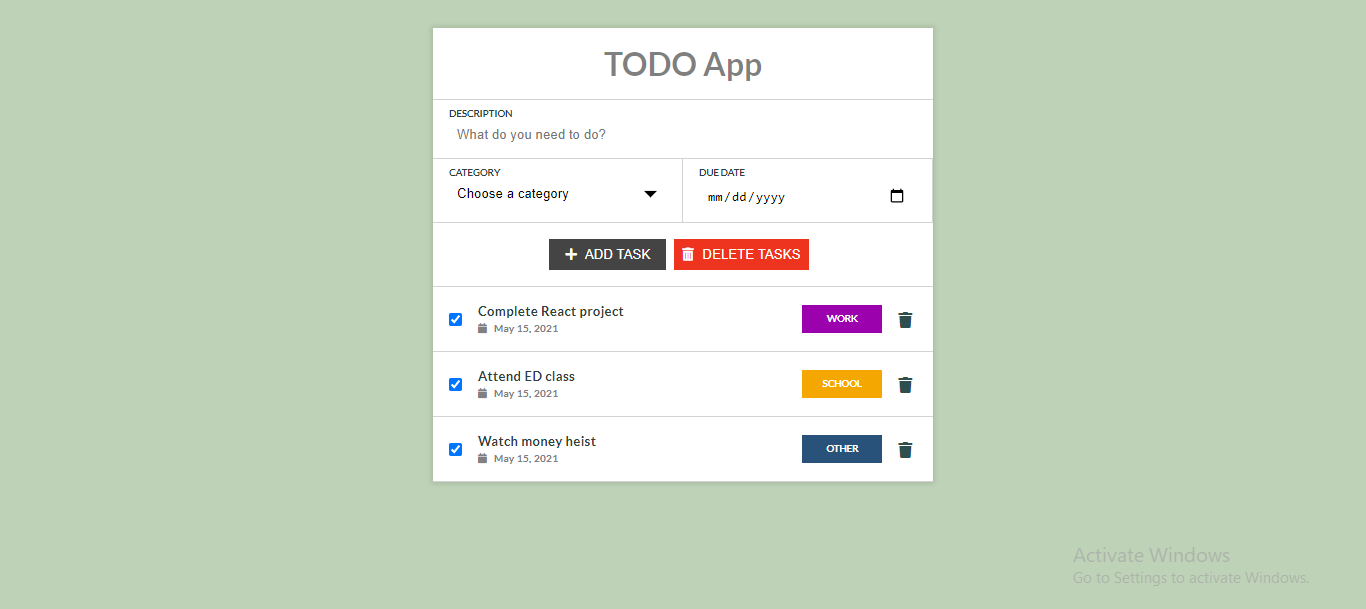 TODO App
DESCRIPTION
What do you need to do?
CATEGORY
Choose a category
DUE DATE
mm/dd/yyyy
ADD TASK
DELETE TASKS
Complete React project
May 15, 2021
WORK
Attend ED class
May 15, 2021
SCHOOL
Watch money heist
May 15, 2021
OTHER
Activate Windows
Go to Settings to activate Windows.